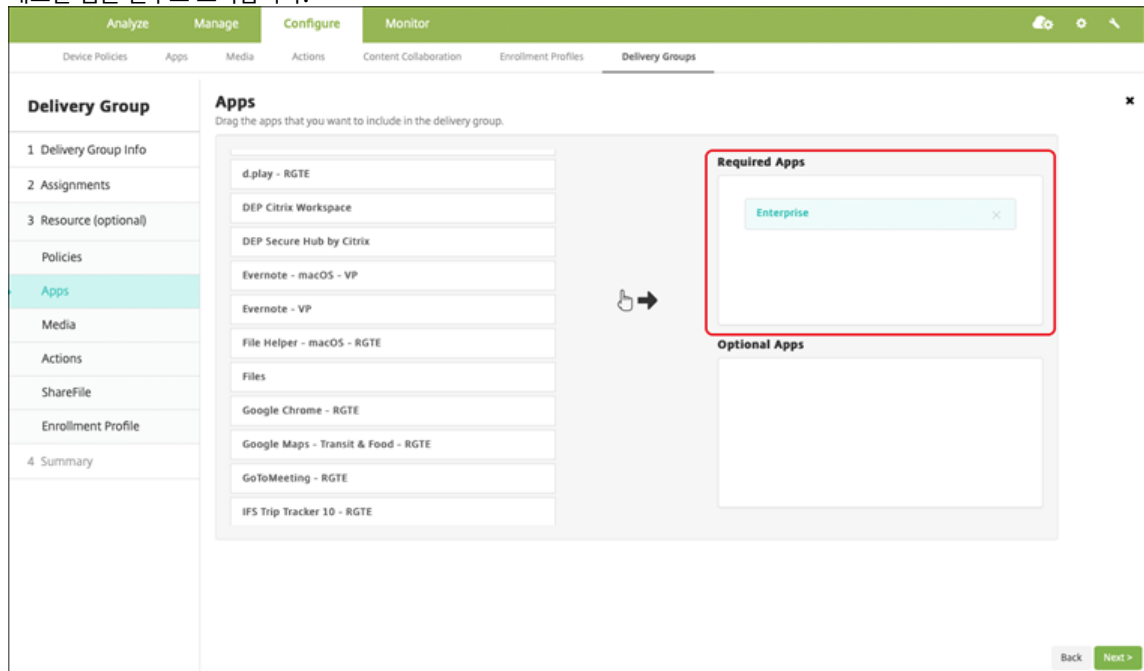 Analyze Manage Configure Monitor
Device Policies Apps Media Actions Content Collaboration Enrollment Profiles Delivery Groups
Delivery Group
1 Delivery Group Info
2 Assignments
3 Resource (optional)
Policies
Apps
Media
Actions
ShareFile
Enrollment Profile
4 Summary
Apps
Drag the apps that you want to include in the delivery group.
d.play - RGTE
DEP Citrix Workspace
DEP Secure Hub by Citrix
Evernote - macOS - VP
Evernote - VP
File Helper - macOS - RGTE
Files
Google Chrome - RGTE
Google Maps - Transit & Food - RGTE
GoToMeeting - RGTE
IFS Trip Tracker 10 - RGTE
Required Apps
Enterprise
Optional Apps
Back Next >